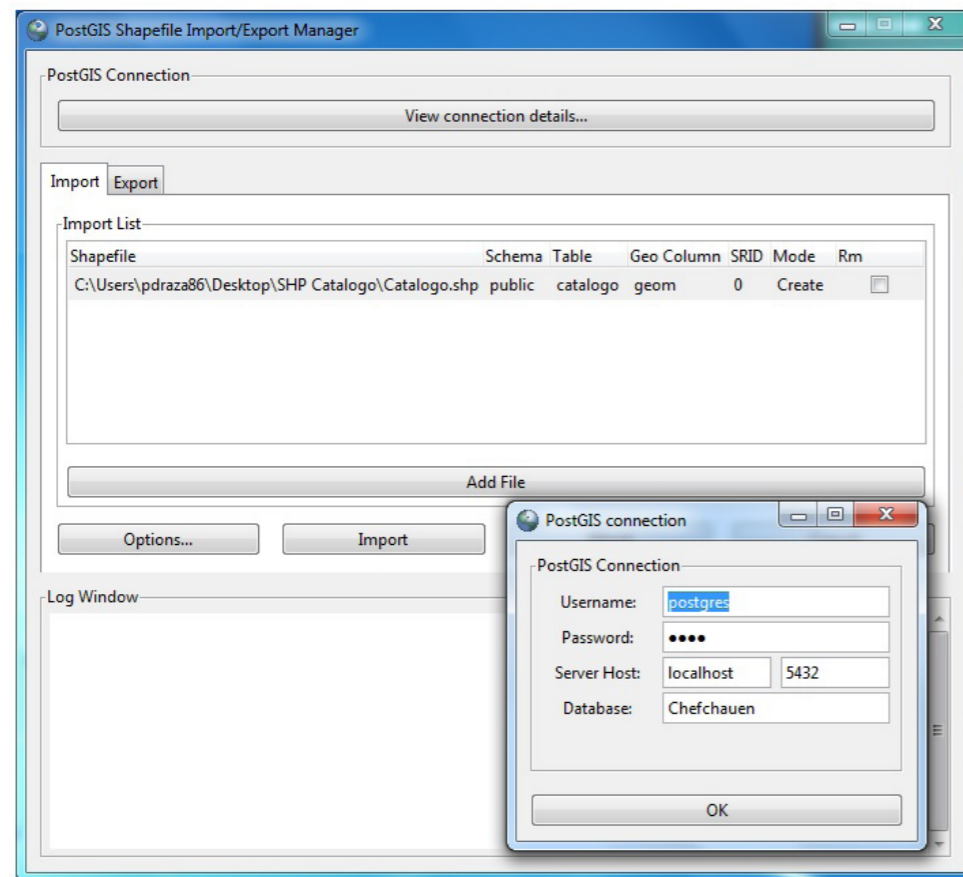 PostGIS Shapefile Import/Export Manager
PostGIS Connection
View connection details...
Import Export
Import List
Shapefile Schema Table Geo Column SRID Mode Rm
C:\Users\pdraza86\Desktop\SHP Catalogo\Catalogo.shp public catalogo geom 0 Create
Add File
Options... Import
Log Window
PostGIS connection
PostGIS Connection
Username: postgres
Password: ••••
Server Host: localhost 5432
Database: Chefchauen
OK